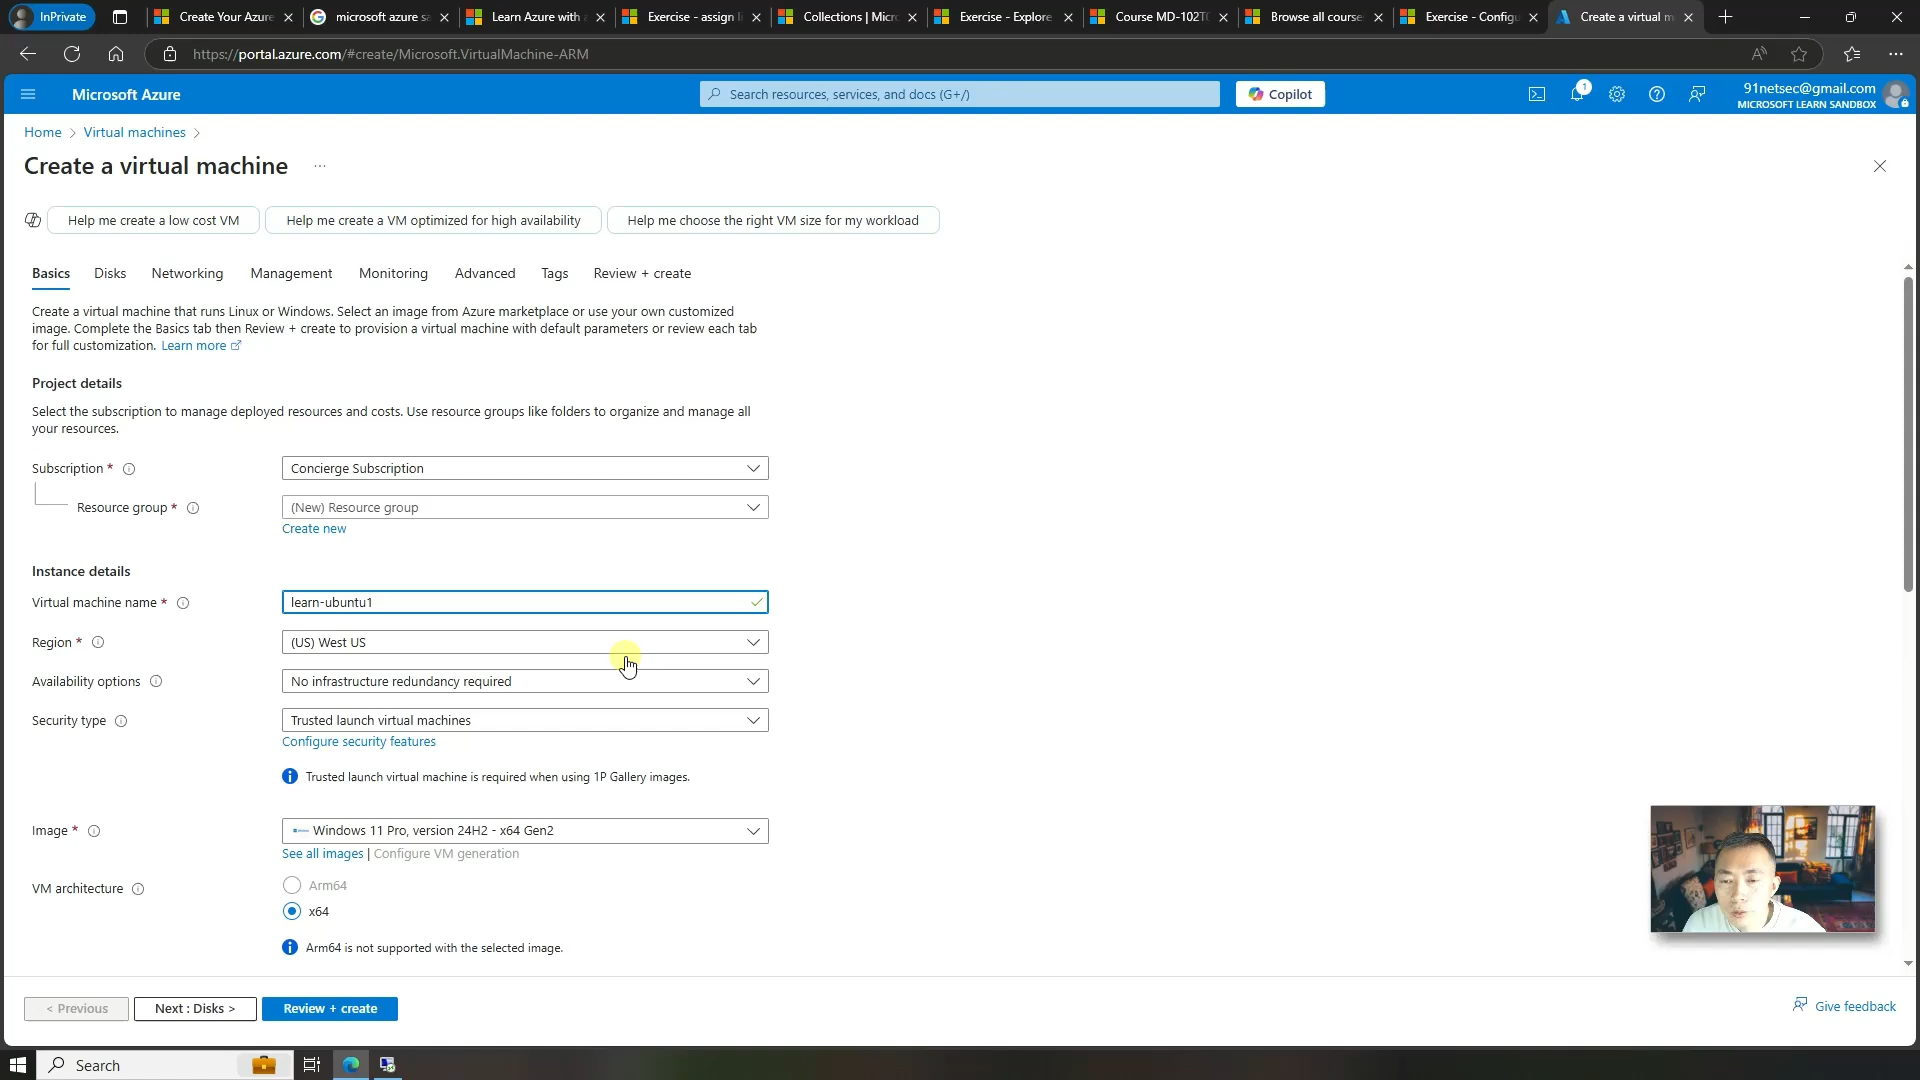 InPrivate
Create Your Azure
microsoft azure sa
Learn Azure with
Exercise - assign
Collections | Micr
Exercise - Explore
Course MD-102T
Browse all course
Exercise - Configu
Create a virtual m
https://portal.azure.com/#create/Microsoft.VirtualMachine-ARM
Microsoft Azure
Search resources, services, and docs (G+/)
Copilot
1
91netsec@gmail.com
MICROSOFT LEARN SANDBOX
Home > Virtual machines >
Create a virtual machine ...
Help me create a low cost VM
Help me create a VM optimized for high availability
Help me choose the right VM size for my workload
Basics Disks Networking Management Monitoring Advanced Tags Review + create
Create a virtual machine that runs Linux or Windows. Select an image from Azure marketplace or use your own customized
image. Complete the Basics tab then Review + create to provision a virtual machine with default parameters or review each tab
for full customization. Learn more
Project details
Select the subscription to manage deployed resources and costs. Use resource groups like folders to organize and manage all
your resources.
Subscription *
Concierge Subscription
Resource group *
(New) Resource group
Create new
Instance details
Virtual machine name *
learn-ubuntu1
Region *
(US) West US
Availability options
No infrastructure redundancy required
Security type
Trusted launch virtual machines
Configure security features
Trusted launch virtual machine is required when using 1P Gallery images.
Image *
Windows 11 Pro, version 24H2 - x64 Gen2
See all images | Configure VM generation
VM architecture
Arm64
x64
Arm64 is not supported with the selected image.
< Previous
Next : Disks >
Review + create
Give feedback
Search